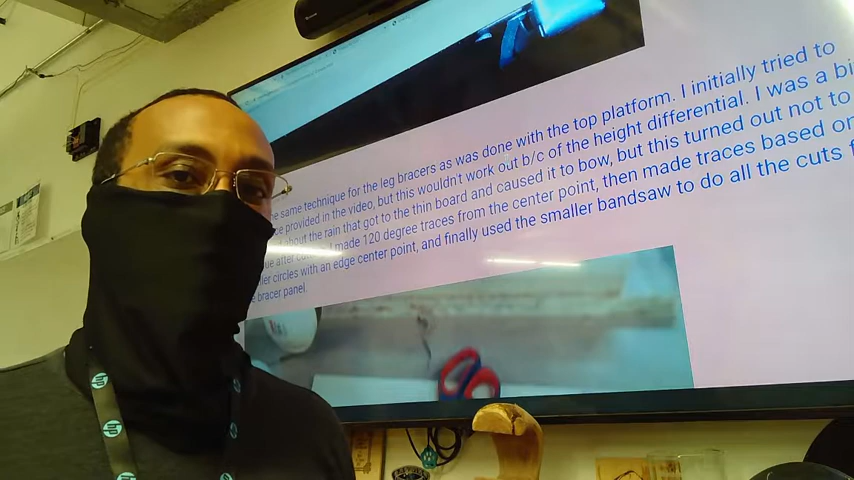 same technique for the leg bracers as was done with the top platform. I initially tried to
provided in the video, but this wouldn't work out b/c of the height differential. I was a bi
about the rain that got to the thin board and caused it to bow, but this turned out not to
after made 120 degree traces from the center point, then made traces based on
circles with an edge center point, and finally used the smaller bandsaw to do all the cuts
bracer panel.
hp
hp
hp